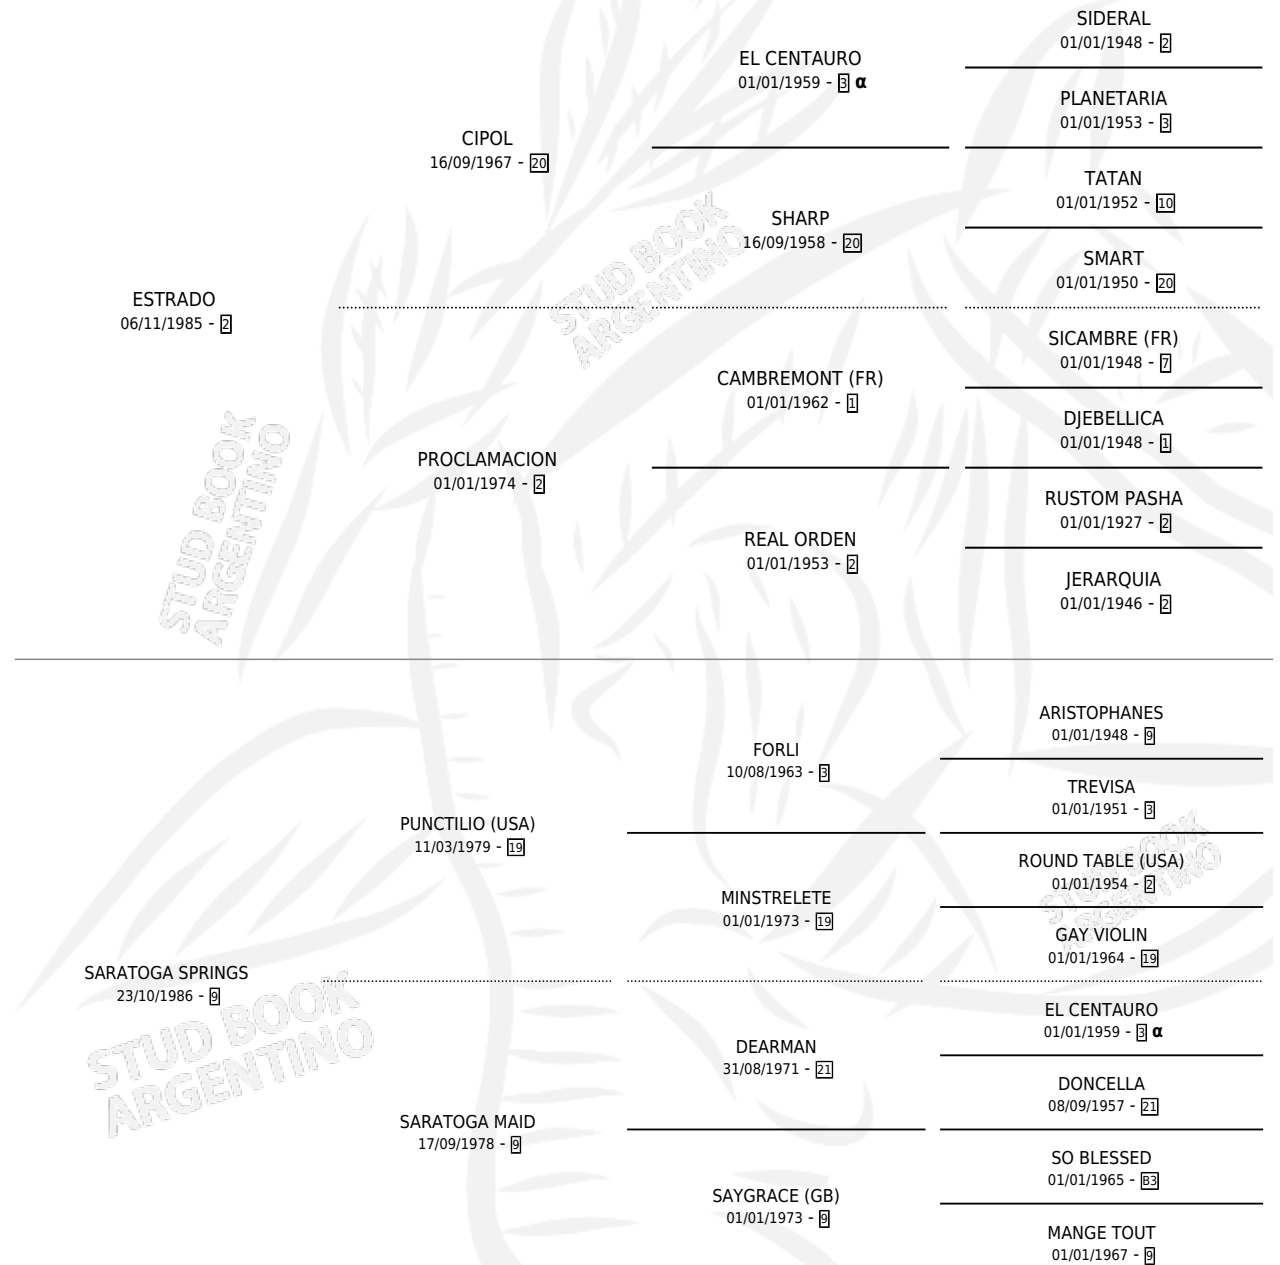 SIDERAL
01/01/1948 - 2
EL CENTAURO
01/01/1959 - 3 α
PLANETARIA
01/01/1953 - 3
CIPOL
16/09/1967 - 20
TATAN
01/01/1952 - 10
SHARP
16/09/1958 - 20
SMART
01/01/1950 - 20
STUD BOOK
ARGENTINO
ESTRADO
06/11/1985 - 2
SICAMBRE (FR)
01/01/1948 - 7
CAMBREMONT (FR)
01/01/1962 - 1
DJEBELLICA
01/01/1948 - 1
PROCLAMACION
01/01/1974 - 2
RUSTOM PASHA
01/01/1927 - 2
REAL ORDEN
01/01/1953 - 2
JERARQUIA
01/01/1946 - 2
STUD BOOK
ARGENTINO
ARISTOPHANES
01/01/1948 - 9
FORLI
10/08/1963 - 3
TREVISA
01/01/1951 - 3
PUNCTILIO (USA)
11/03/1979 - 19
ROUND TABLE (USA)
01/01/1954 - 2
MINSTRELETE
01/01/1973 - 19
GAY VIOLIN
01/01/1964 - 19
STUD BOOK
ARGENTINO
SARATOGA SPRINGS
23/10/1986 - 9
EL CENTAURO
01/01/1959 - 3 α
DEARMAN
31/08/1971 - 21
DONCELLA
08/09/1957 - 21
SARATOGA MAID
17/09/1978 - 9
SO BLESSED
01/01/1965 - B3
SAYGRACE (GB)
01/01/1973 - 9
MANGE TOUT
01/01/1967 - 9
STUD BOOK
ARGENTINO